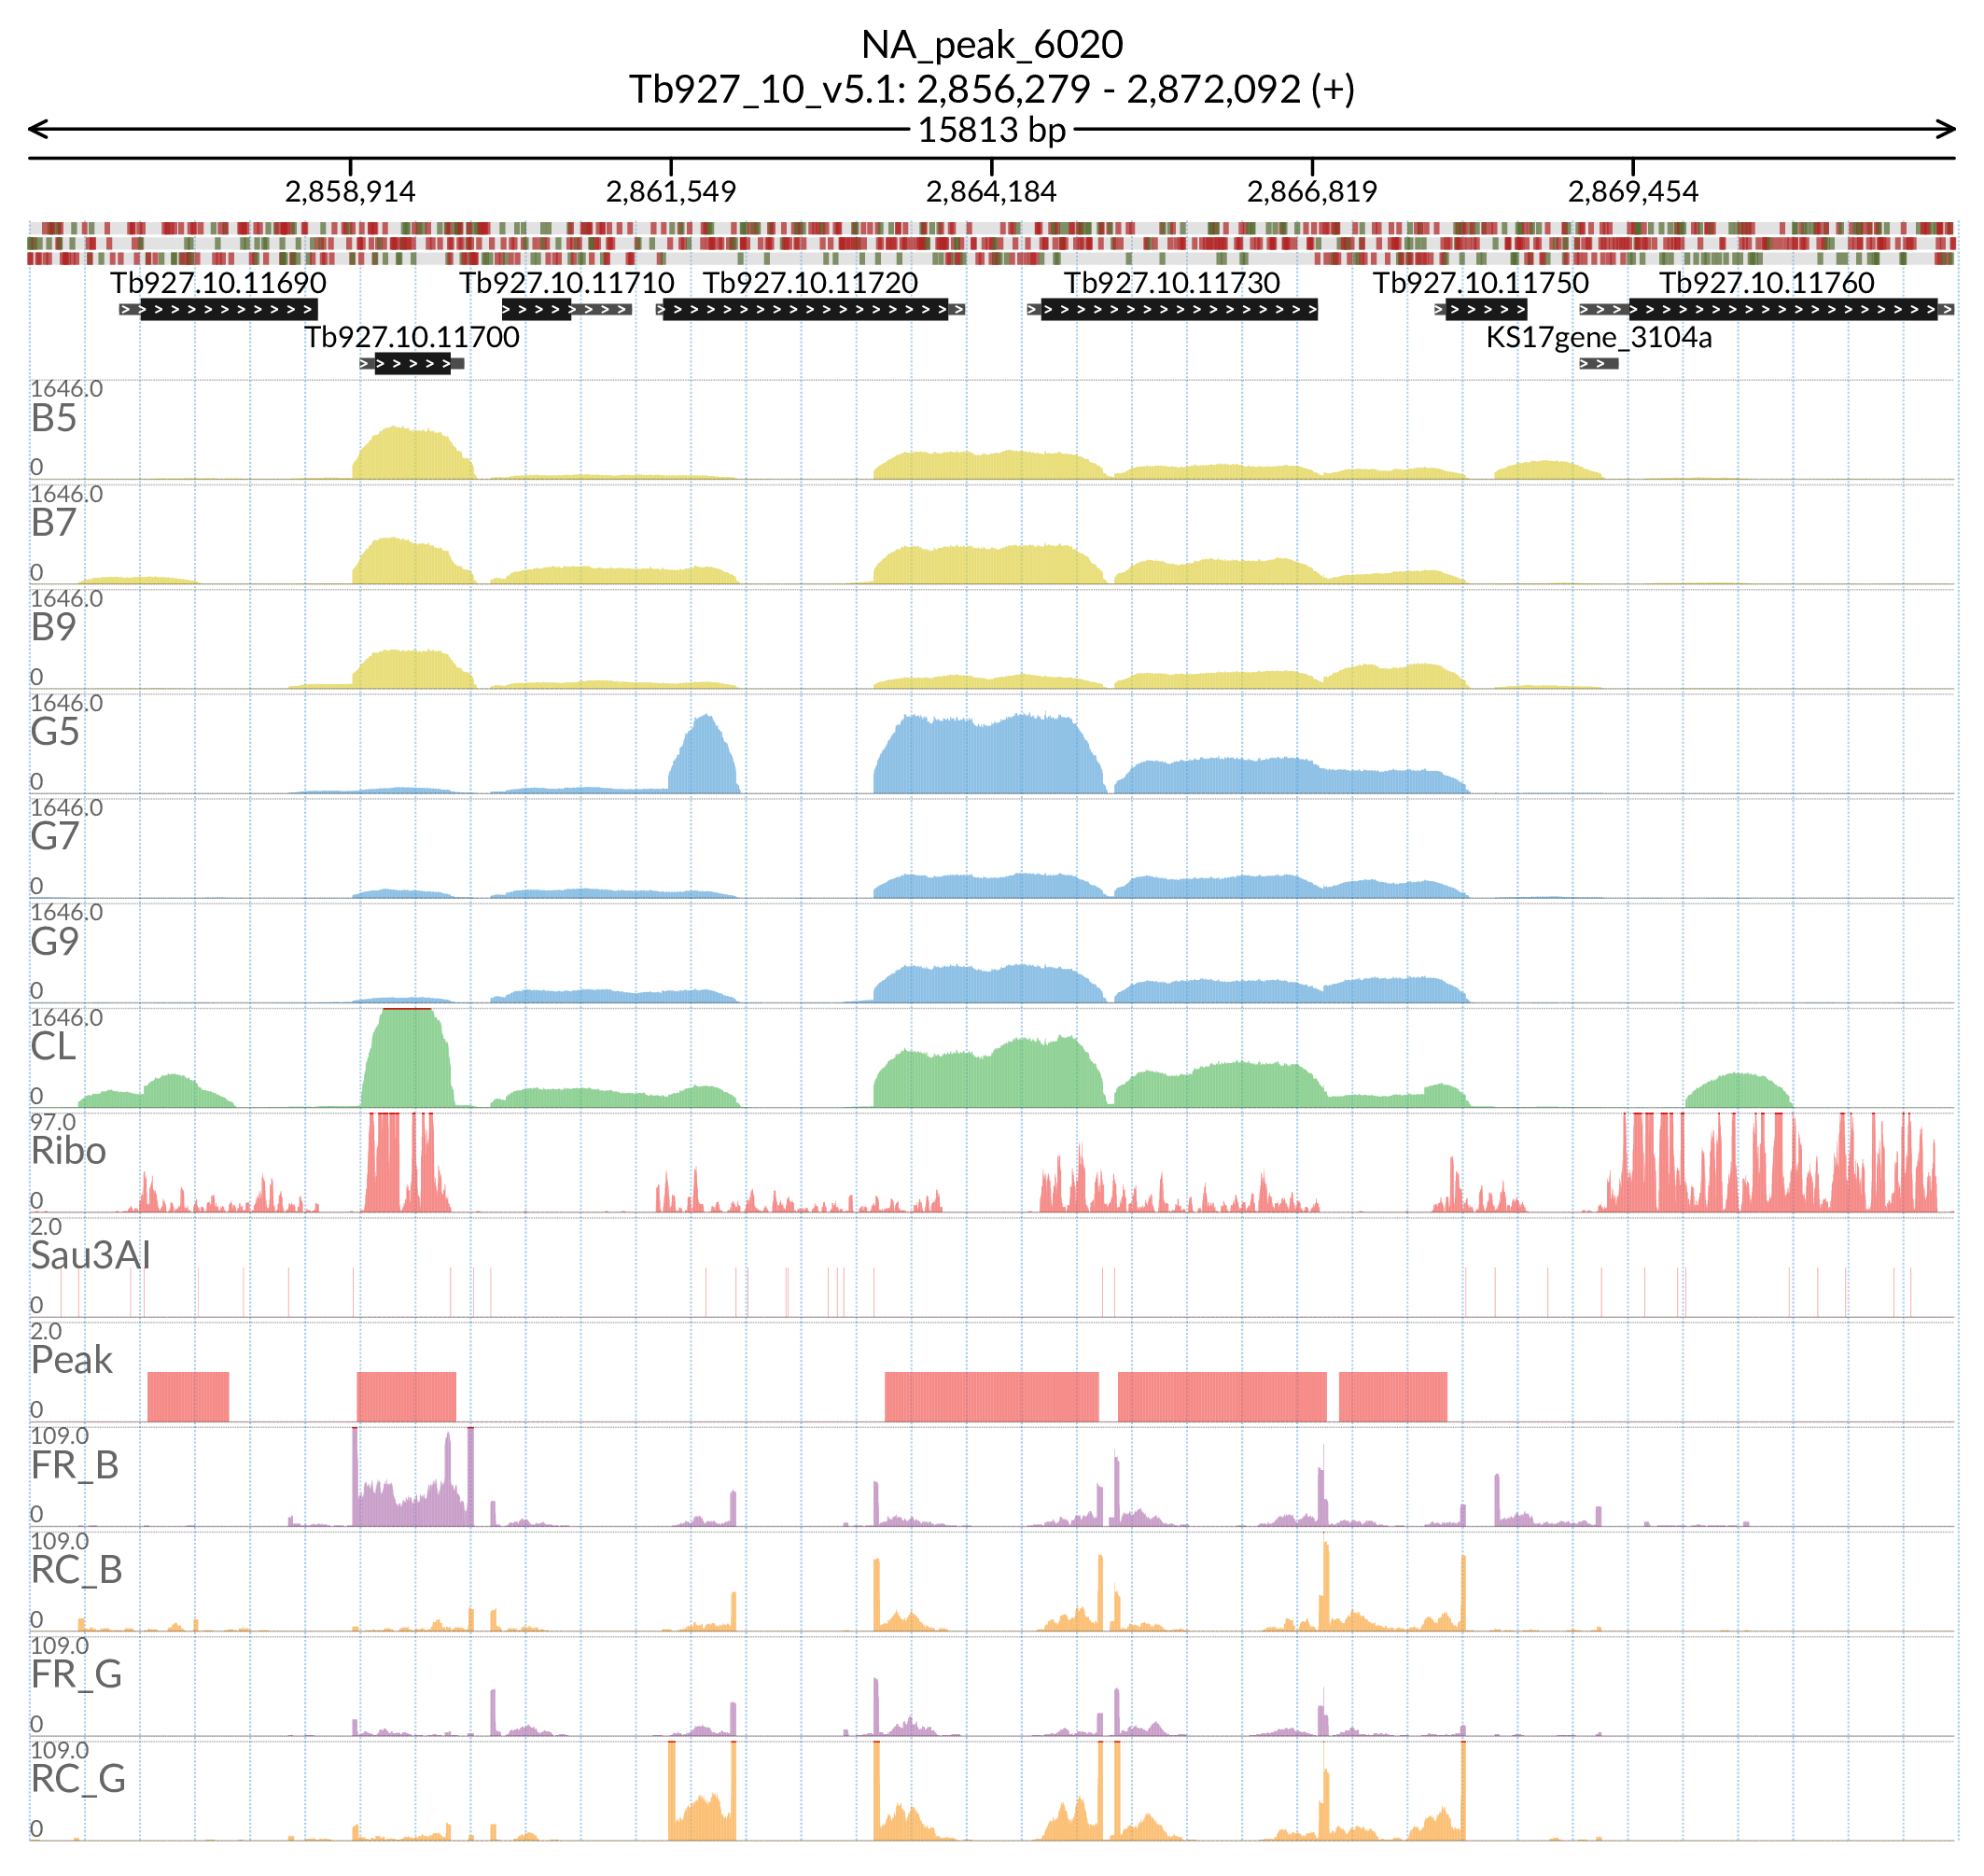 NA_peak_6020
Tb927_10_v5.1: 2,856,279 - 2,872,092 (+)
15813 bp
2,858,914 2,861,549 2,864,184 2,866,819 2,869,454
Tb927.10.11690 Tb927.10.11710 Tb927.10.11720 Tb927.10.11730 Tb927.10.11750 Tb927.10.11760
Tb927.10.11700 KS17gene_3104a
1646.0
B5
0
1646.0
B7
0
1646.0
B9
0
1646.0
G5
0
1646.0
G7
0
1646.0
G9
0
1646.0
CL
0
97.0
Ribo
0
2.0
Sau3AI
0
2.0
Peak
0
109.0
FR_B
0
109.0
RC_B
0
109.0
FR_G
0
109.0
RC_G
0